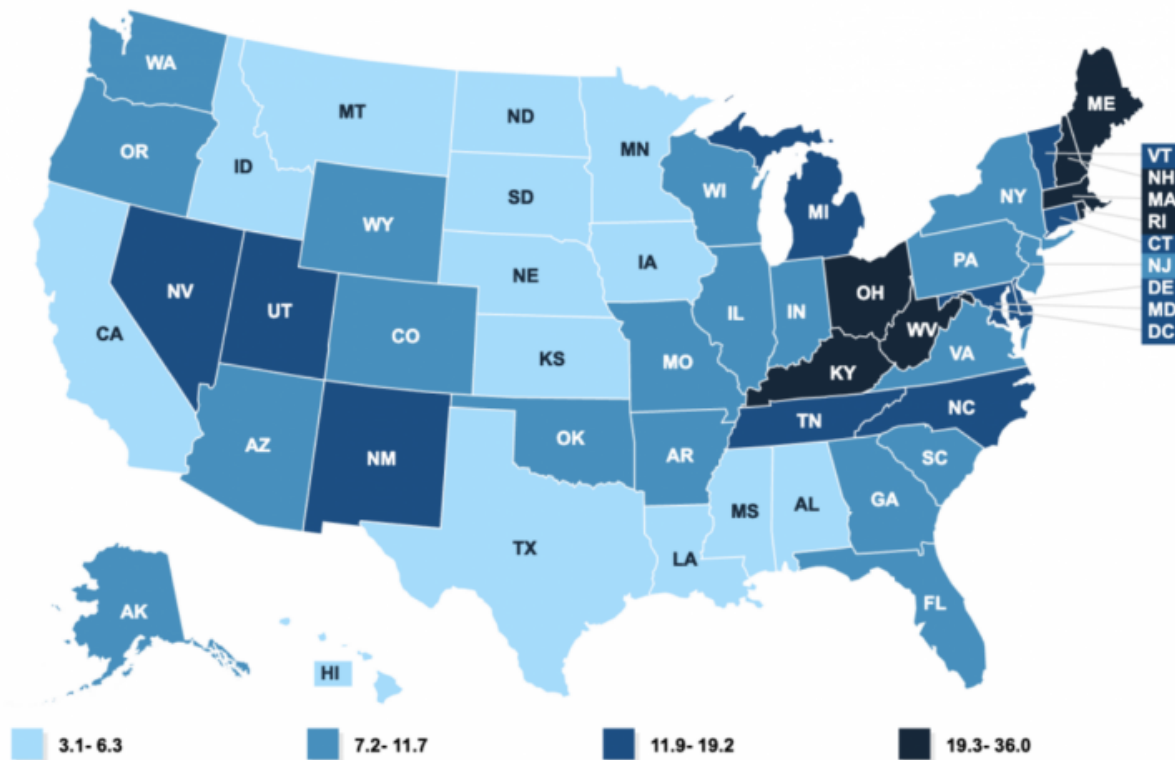 WA
MT
ND
MN
ME
OR
ID
SD
WI
MI
NY
VT
NH
MA
RI
CT
NJ
DE
MD
DC
WY
NE
IA
PA
NV
UT
CO
KS
MO
IL
IN
OH
WV
VA
KY
CA
AZ
NM
OK
AR
TN
NC
SC
TX
LA
MS
AL
GA
FL
AK
HI
3.1- 6.3
7.2- 11.7
11.9- 19.2
19.3- 36.0